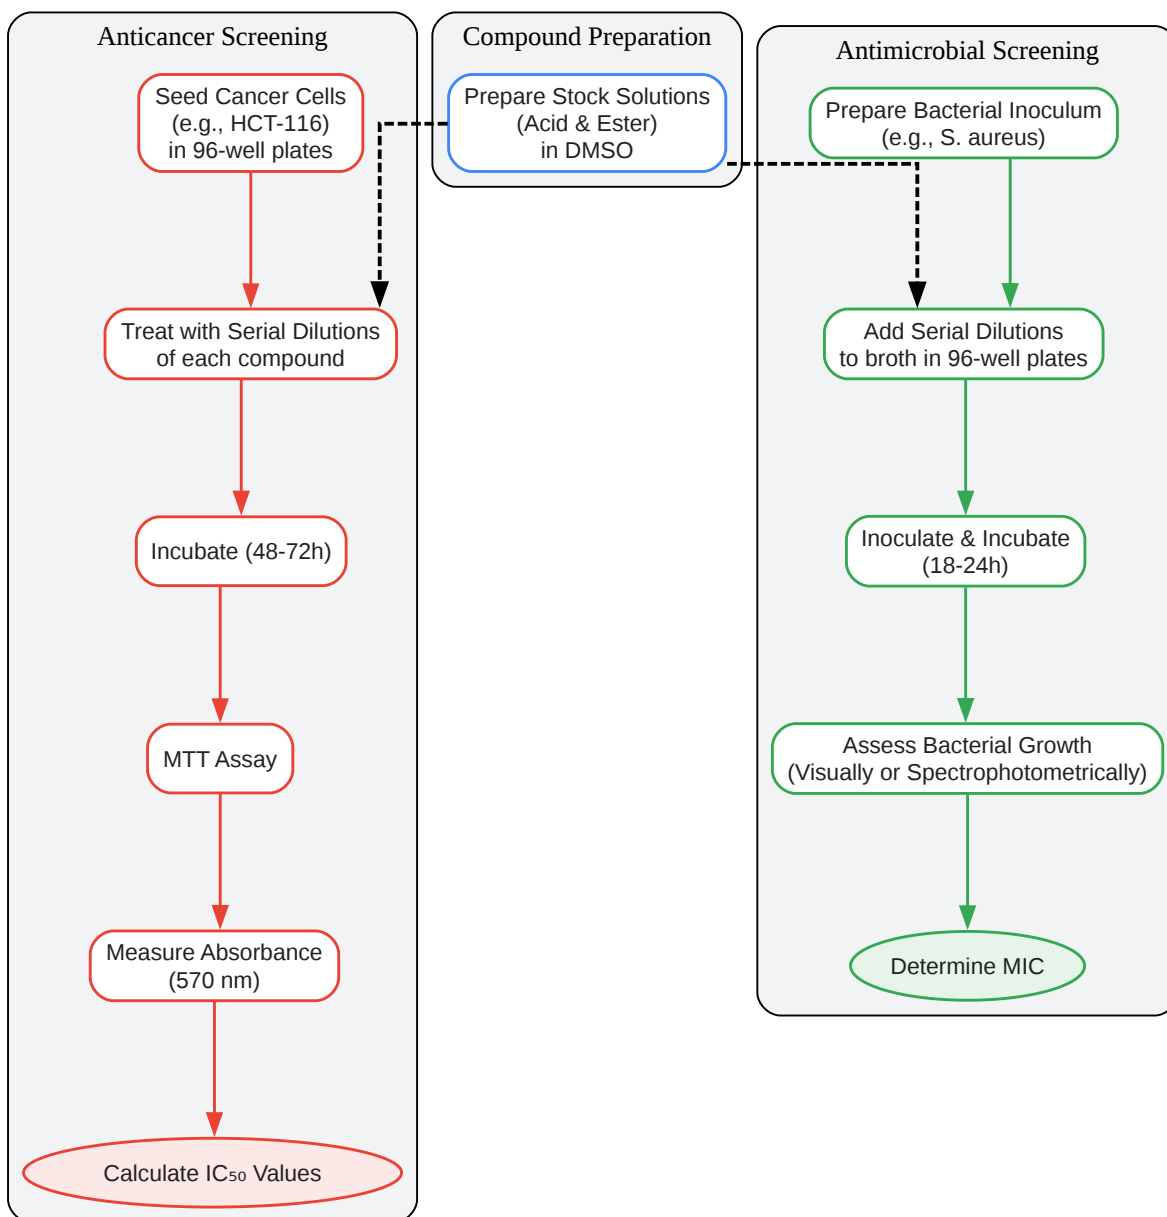 Anticancer Screening
Seed Cancer Cells
(e.g., HCT-116)
in 96-well plates
Treat with Serial Dilutions
of each compound
Incubate (48-72h)
MTT Assay
Measure Absorbance
(570 nm)
Calculate IC₅₀ Values
Compound Preparation
Prepare Stock Solutions
(Acid & Ester)
in DMSO
Antimicrobial Screening
Prepare Bacterial Inoculum
(e.g., S. aureus)
Add Serial Dilutions
to broth in 96-well plates
Inoculate & Incubate
(18-24h)
Assess Bacterial Growth
(Visually or Spectrophotometrically)
Determine MIC